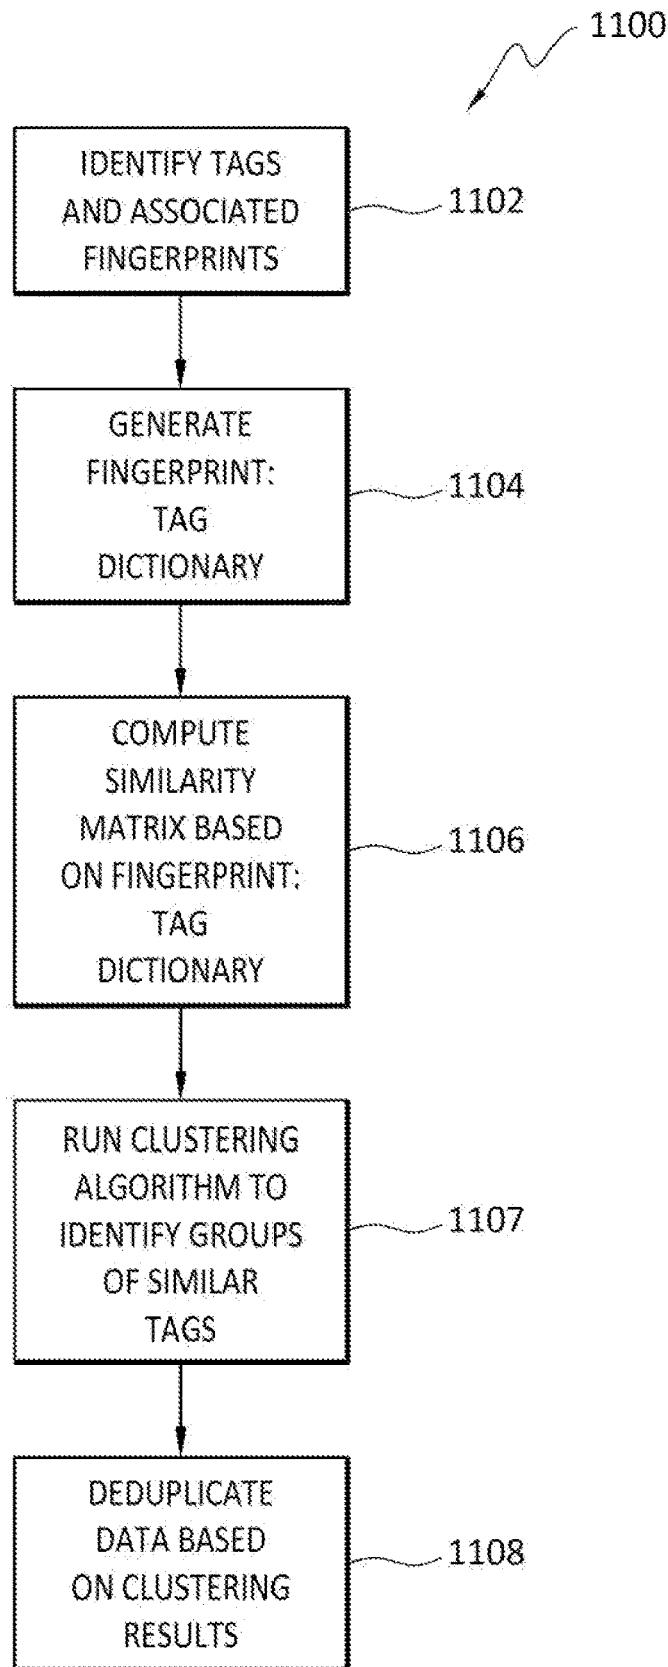 1100
IDENTIFY TAGS
AND ASSOCIATED
FINGERPRINTS
1102
GENERATE
FINGERPRINT:
TAG
DICTIONARY
1104
COMPUTE
SIMILARITY
MATRIX BASED
ON FINGERPRINT:
TAG
DICTIONARY
1106
RUN CLUSTERING
ALGORITHM TO
IDENTIFY GROUPS
OF SIMILAR
TAGS
1107
DEDUPLICATE
DATA BASED
ON CLUSTERING
RESULTS
1108